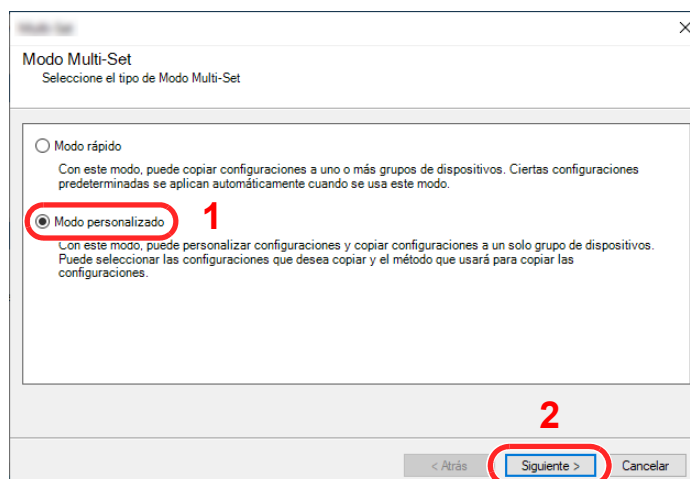 Modo Multi-Set
Seleccione el tipo de Modo Multi-Set
Modo rápido
Con este modo, puede copiar configuraciones a uno o más grupos de dispositivos. Ciertas configuraciones
predeterminadas se aplican automáticamente cuando se usa este modo.
Modo personalizado
1
Con este modo, puede personalizar configuraciones y copiar configuraciones a un solo grupo de dispositivos.
Puede seleccionar las configuraciones que desea copiar y el método que usará para copiar las
configuraciones.
2
< Atrás
Siguiente >
Cancelar